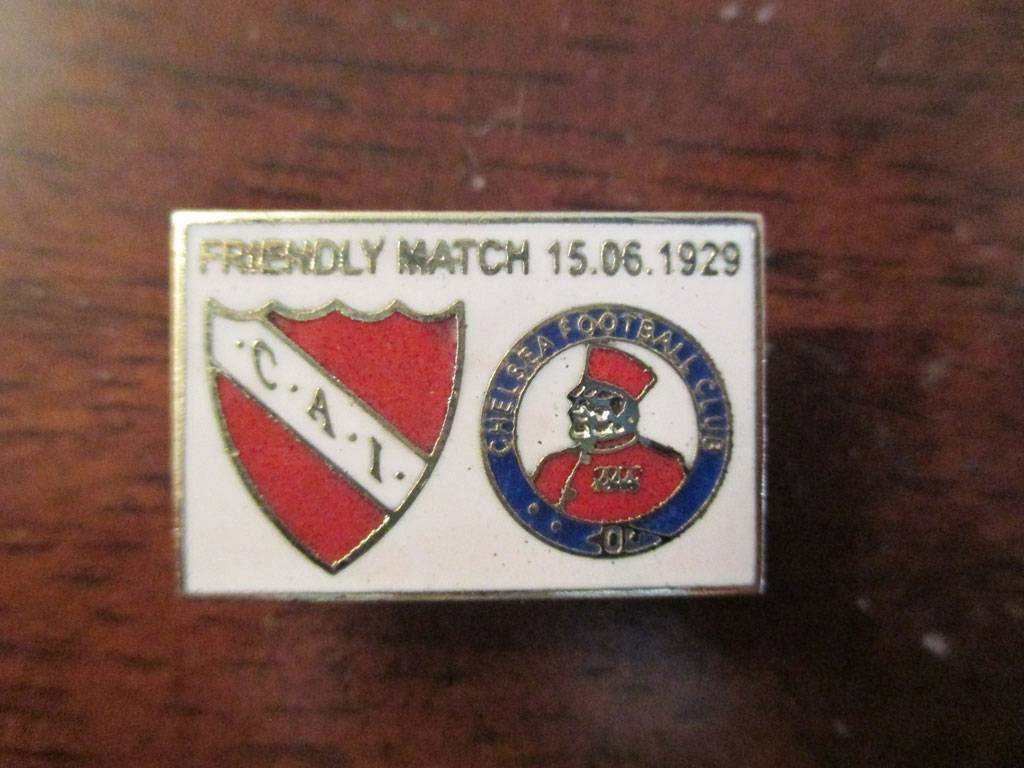 FRIENDLY MATCH 15.06.1929
C.A.I.
CHELSEA FOOTBALL CLUB